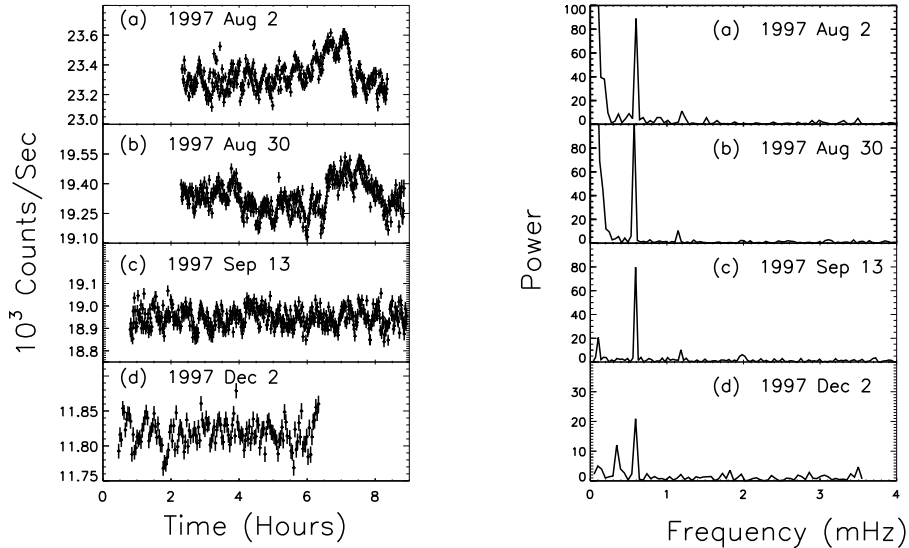 (a) 1997 Aug 2
23.6
23.4
23.2
23.0
(b) 1997 Aug 30
19.55
19.40
19.25
19.10
(c) 1997 Sep 13
19.1
19.0
18.9
18.8
(d) 1997 Dec 2
11.85
11.80
11.75
0 2 4 6 8
Time (Hours)
10³ Counts/Sec
(a) 1997 Aug 2
100
80
60
40
20
0
(b) 1997 Aug 30
80
60
40
20
0
(c) 1997 Sep 13
80
60
40
20
0
(d) 1997 Dec 2
30
20
10
0
0 1 2 3 4
Frequency (mHz)
Power